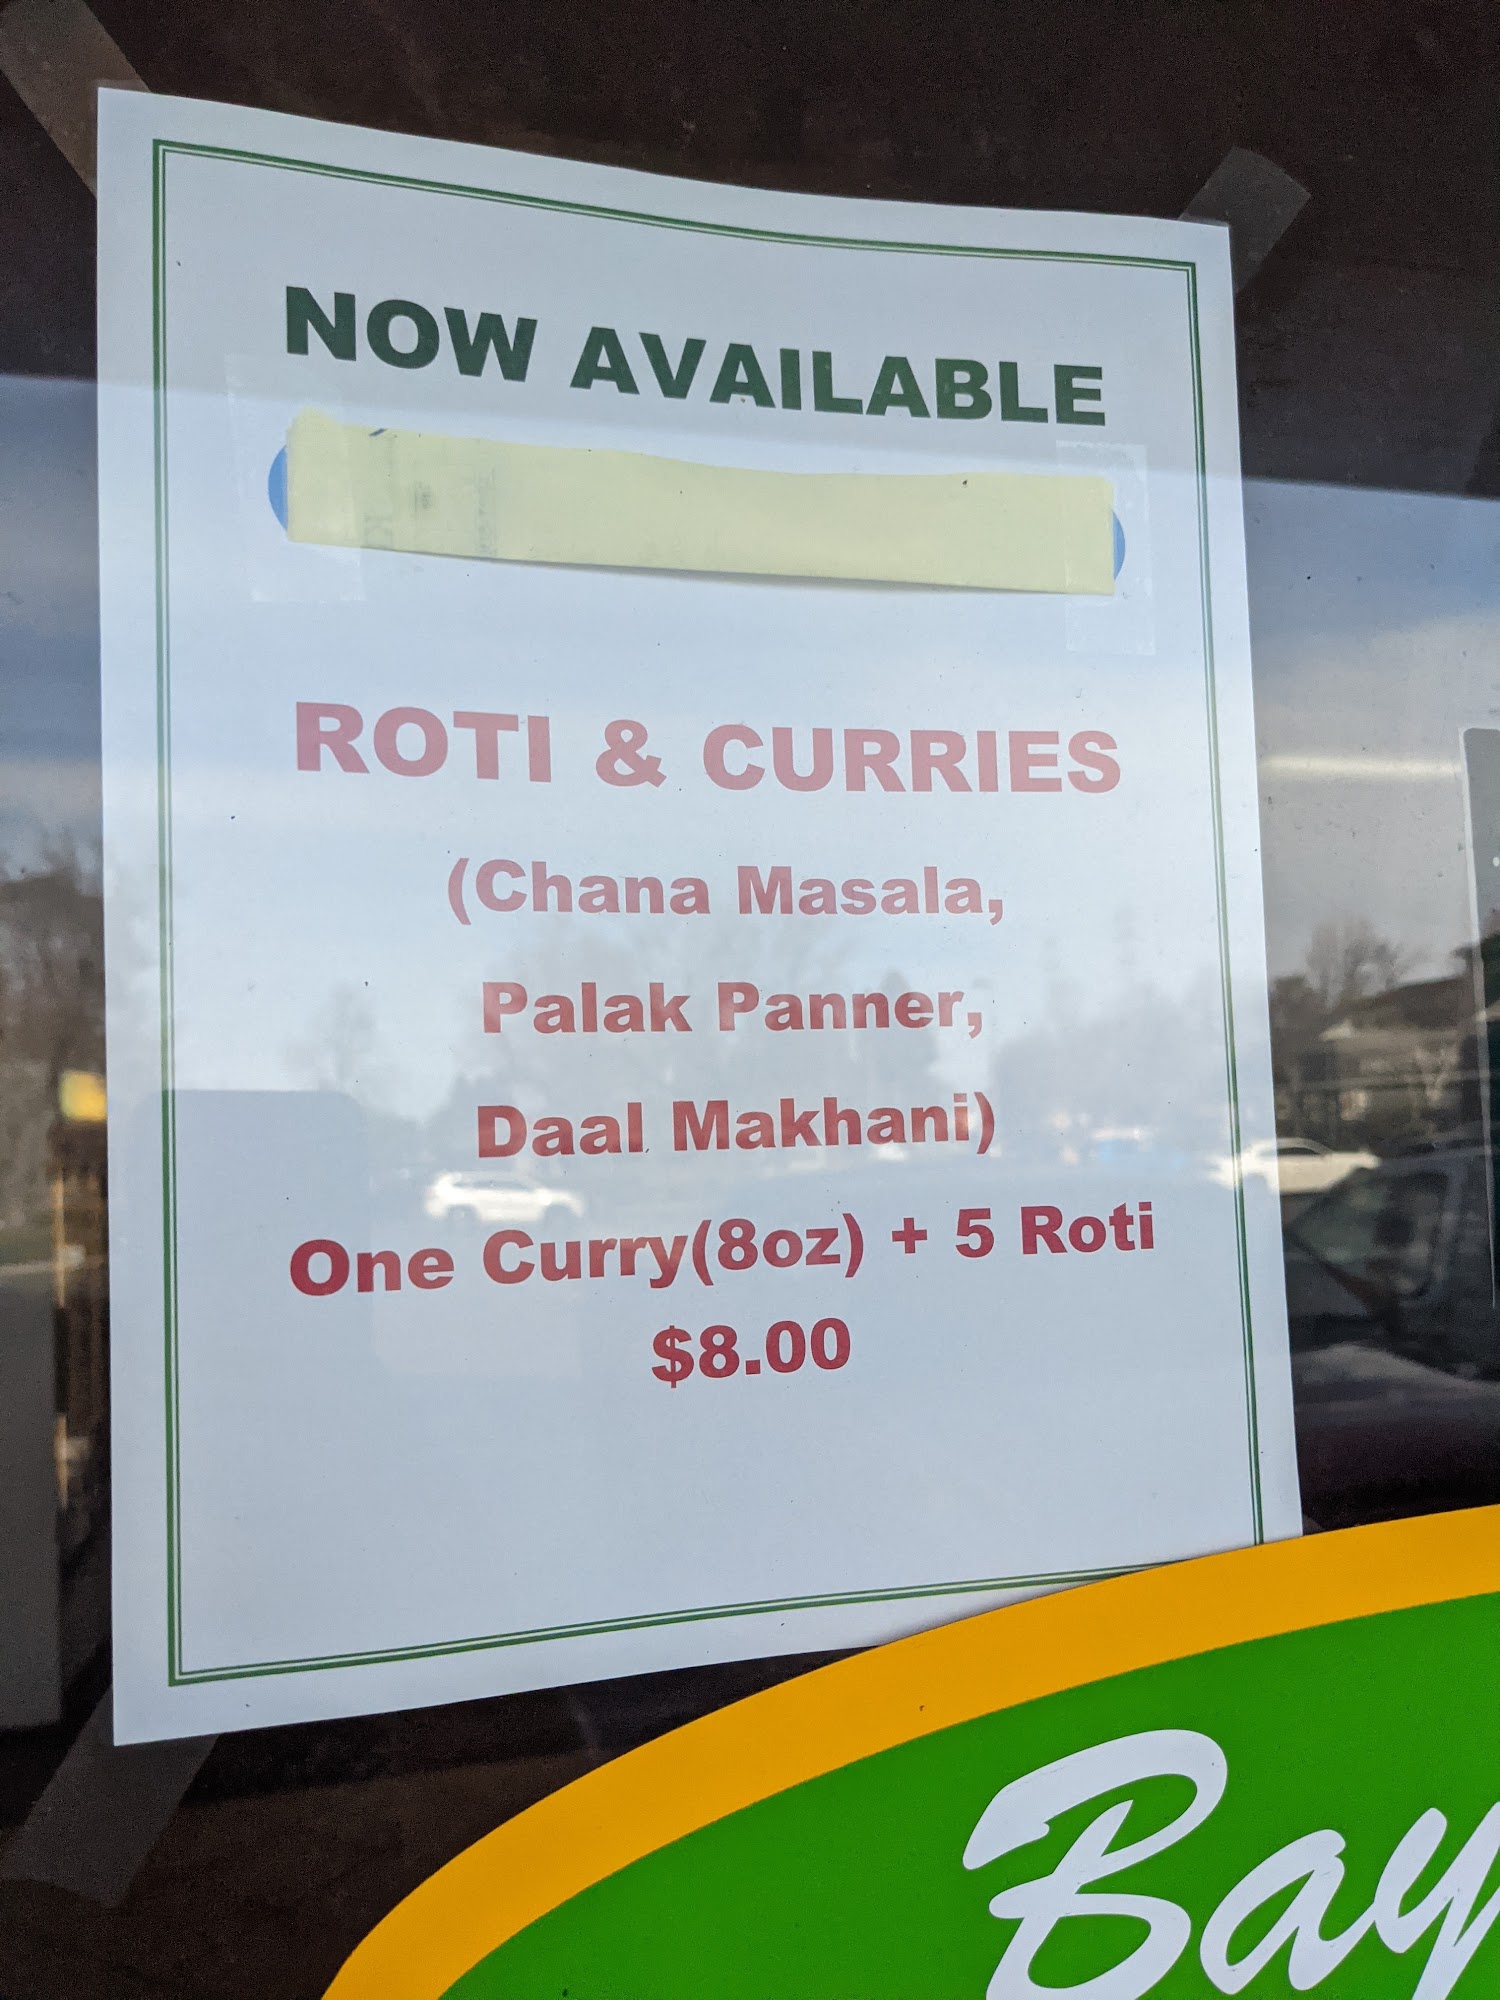 NOW AVAILABLE
ROTI & CURRIES
(Chana Masala,
Palak Panner,
Daal Makhani)
One Curry(8oz) + 5 Roti
$8.00
Bay